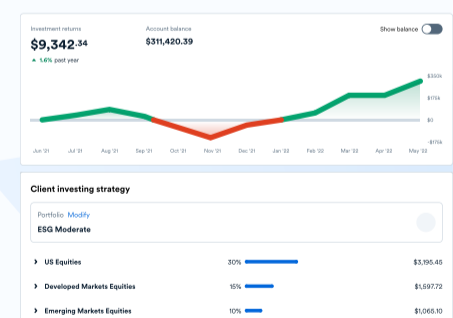 Investment returns
Account balance
Show balance
$9,342.34
$311,420.39
1.6% past year
$350k
$175k
$0
-$175k
Jun '21 Jul '21 Aug '21 Sep '21 Oct '21 Nov '21 Dec '21 Jan '22 Feb '22 Mar '22 Apr '22 May '22
Client investing strategy
Portfolio Modify
ESG Moderate
US Equities 30% $3,195.45
Developed Markets Equities 15% $1,597.72
Emerging Markets Equities 10% $1,065.10